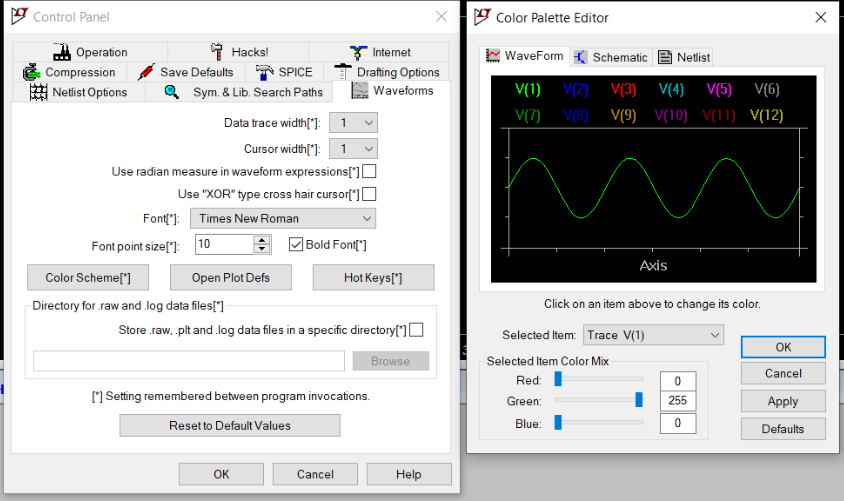 Control Panel
Operation
Hacks!
Internet
Compression
Save Defaults
SPICE
Drafting Options
Netlist Options
Sym. & Lib. Search Paths
Waveforms
Data trace width[*]: 1
Cursor width[*]: 1
Use radian measure in waveform expressions[*]
Use "XOR" type cross hair cursor[*]
Font[*]: Times New Roman
Font point size[*]: 10 Bold Font[*]
Color Scheme[*] Open Plot Defs Hot Keys[*]
Directory for .raw and .log data files[*]
Store .raw, .plt and .log data files in a specific directory[*]
Browse
[*] Setting remembered between program invocations.
Reset to Default Values
OK Cancel Help
Color Palette Editor
WaveForm Schematic Netlist
V(1) V(2) V(3) V(4) V(5) V(6)
V(7) V(8) V(9) V(10) V(11) V(12)
Axis
Click on an item above to change its color.
Selected Item: Trace V(1)
Selected Item Color Mix
Red: 0
Green: 255
Blue: 0
OK
Cancel
Apply
Defaults